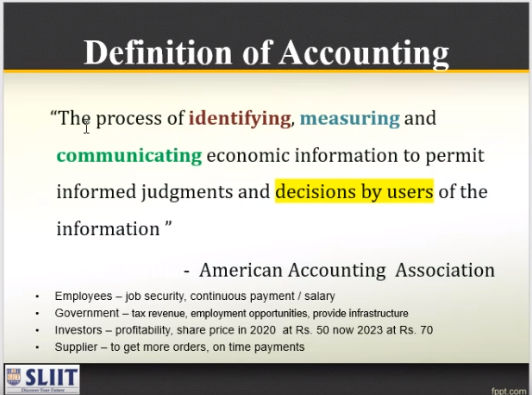 Definition of Accounting
“The process of identifying, measuring and
communicating economic information to permit
informed judgments and decisions by users of the
information ”
- American Accounting Association
• Employees – job security, continuous payment / salary
• Government – tax revenue, employment opportunities, provide infrastructure
• Investors – profitability, share price in 2020 at Rs. 50 now 2023 at Rs. 70
• Supplier – to get more orders, on time payments
SLIIT
Discover Your Future
fppt.com